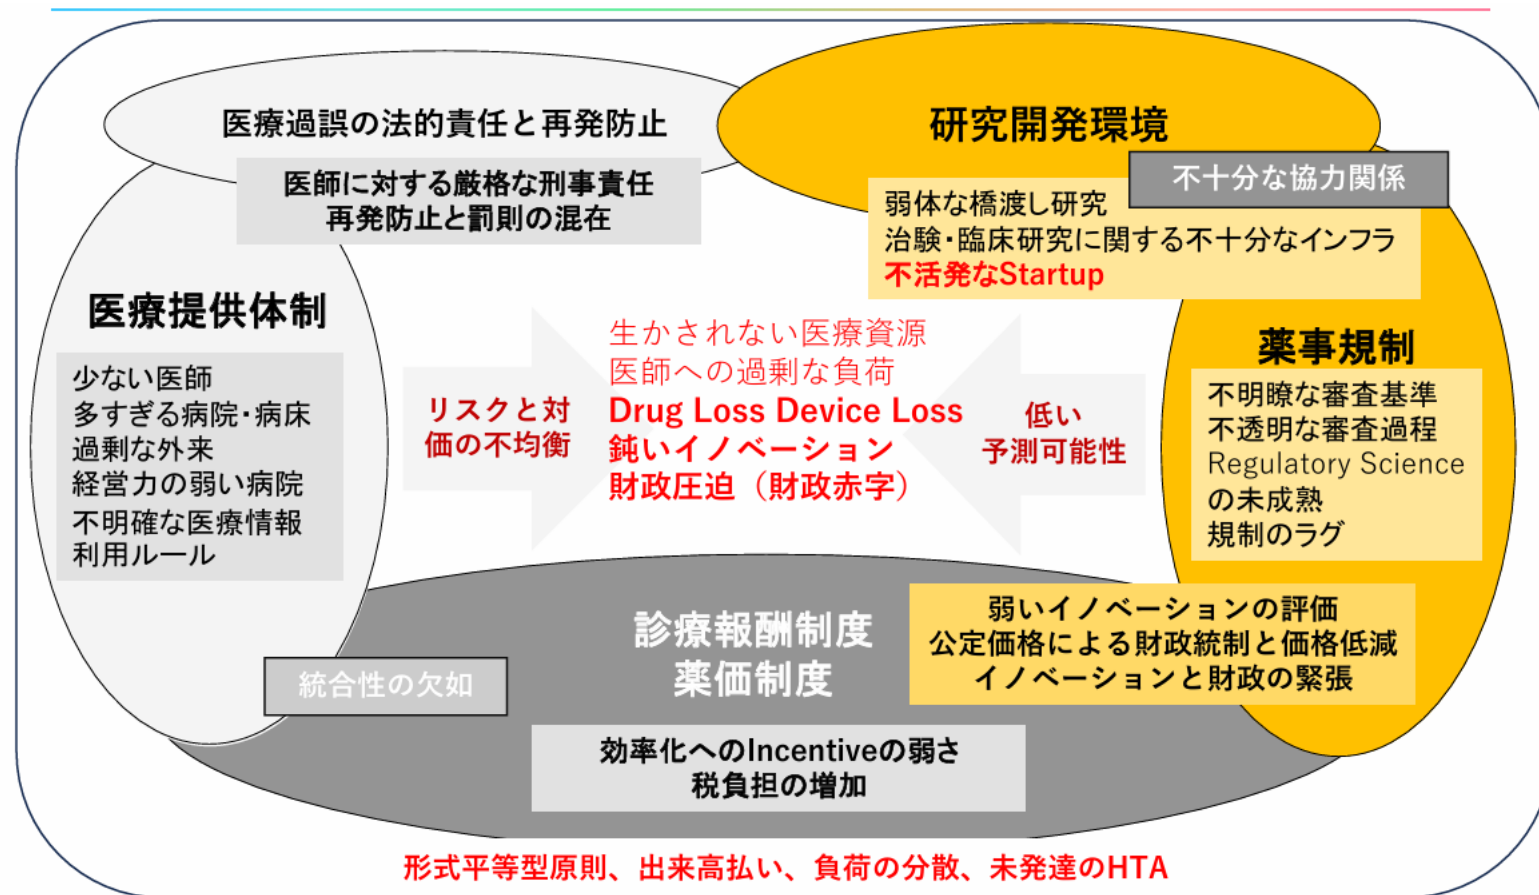 医療過誤の法的責任と再発防止
医師に対する厳格な刑事責任
再発防止と罰則の混在
研究開発環境
不十分な協力関係
弱体な橋渡し研究
治験・臨床研究に関する不十分なインフラ
不活発なStartup
医療提供体制
少ない医師
多すぎる病院・病床
過剰な外来
経営力の弱い病院
不明確な医療情報
利用ルール
リスクと対
価の不均衡
生かされない医療資源
医師への過剰な負荷
Drug Loss Device Loss
鈍いイノベーション
財政圧迫（財政赤字）
低い
予測可能性
薬事規制
不明瞭な審査基準
不透明な審査過程
Regulatory Science
の未成熟
規制のラグ
診療報酬制度
薬価制度
弱いイノベーションの評価
公定価格による財政統制と価格低減
イノベーションと財政の緊張
統合性の欠如
効率化へのIncentiveの弱さ
税負担の増加
形式平等型原則、出来高払い、負荷の分散、未発達のHTA